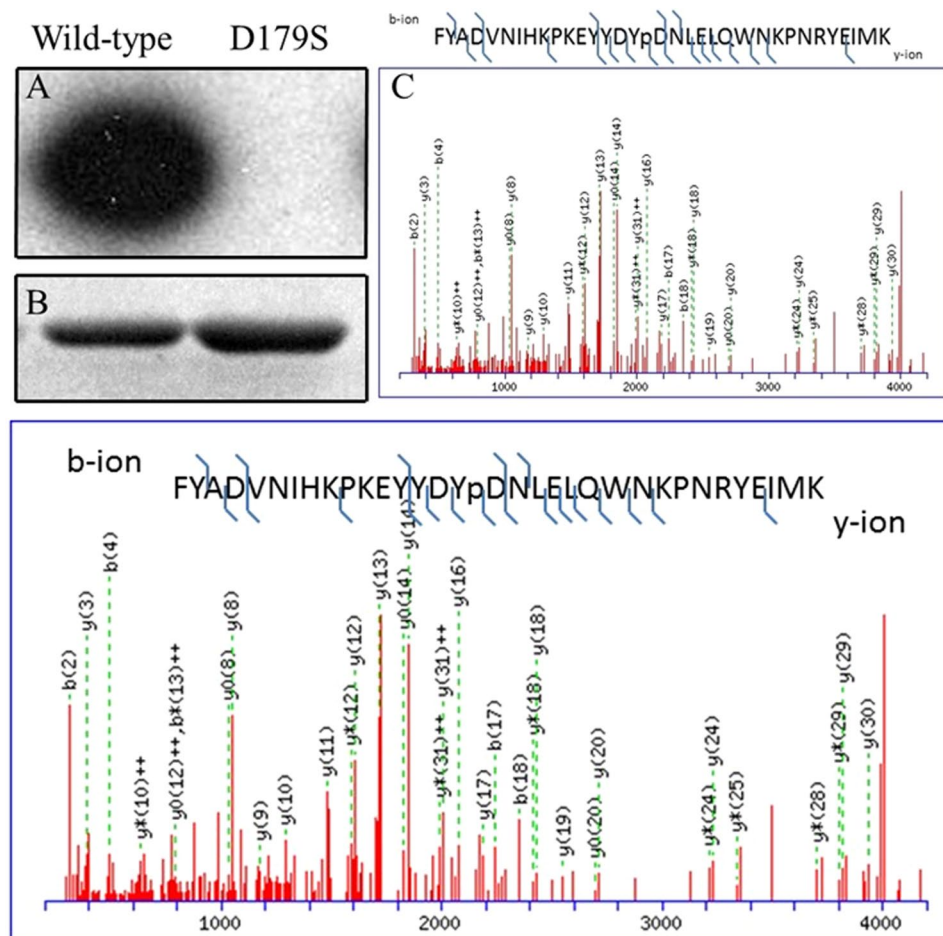 Wild-type D179S
A
B
C
b-ion
FYADVNIHKPKEYYDYpDNLELQWNKPNRYEIMK
y-ion
b(2)
y(3)
b(4)
y*(10)++
y0(12)++,b*(13)++
y0(8)
y(8)
y(9)
y(10)
y(11)
y*(12)
y(12)
y(13)
y0(14)
y(14)
y*(31)++
y(31)++
y(16)
y(17)
b(17)
b(18)
y*(18)
y(18)
y(19)
y0(20)
y(20)
y*(24)
y(24)
y*(25)
y*(28)
y*(29)
y(29)
y(30)
1000 2000 3000 4000
b-ion
FYADVNIHKPKEYYDYpDNLELQWNKPNRYEIMK
y-ion
b(2)
y(3)
b(4)
y*(10)++
y0(12)++,b*(13)++
y0(8)
y(8)
y(9)
y(10)
y(11)
y*(12)
y(12)
y(13)
y0(14)
y(14)
y*(31)++
y(31)++
y(16)
y(17)
b(17)
b(18)
y*(18)
y(18)
y(19)
y0(20)
y(20)
y*(24)
y(24)
y*(25)
y*(28)
y*(29)
y(29)
y(30)
1000 2000 3000 4000